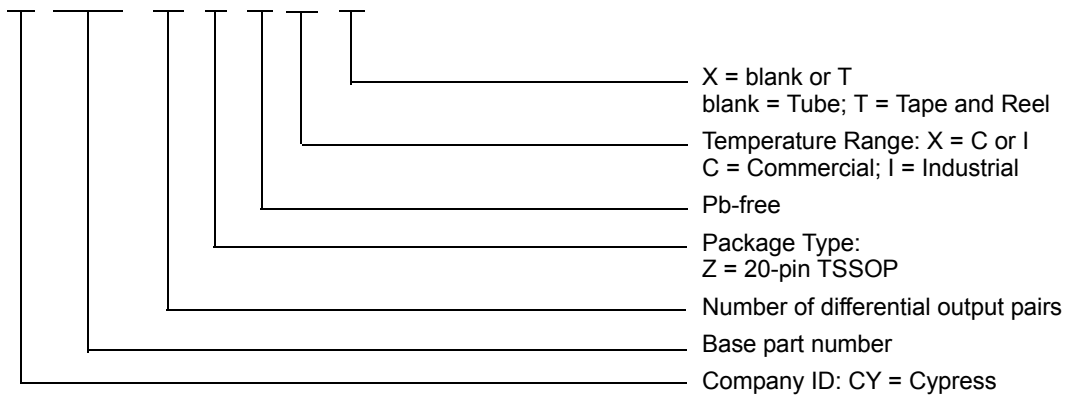 X = blank or T
blank = Tube; T = Tape and Reel
Temperature Range: X = C or I
C = Commercial; I = Industrial
Pb-free
Package Type:
Z = 20-pin TSSOP
Number of differential output pairs
Base part number
Company ID: CY = Cypress